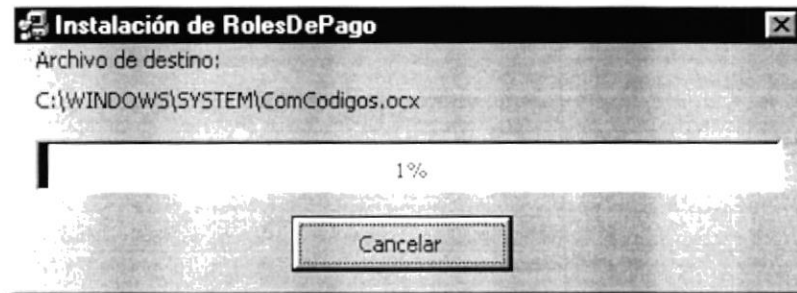 Instalación de RolesDePago
Archivo de destino:
C:\WINDOWS\SYSTEM\ComCodigos.ocx
1%
Cancelar